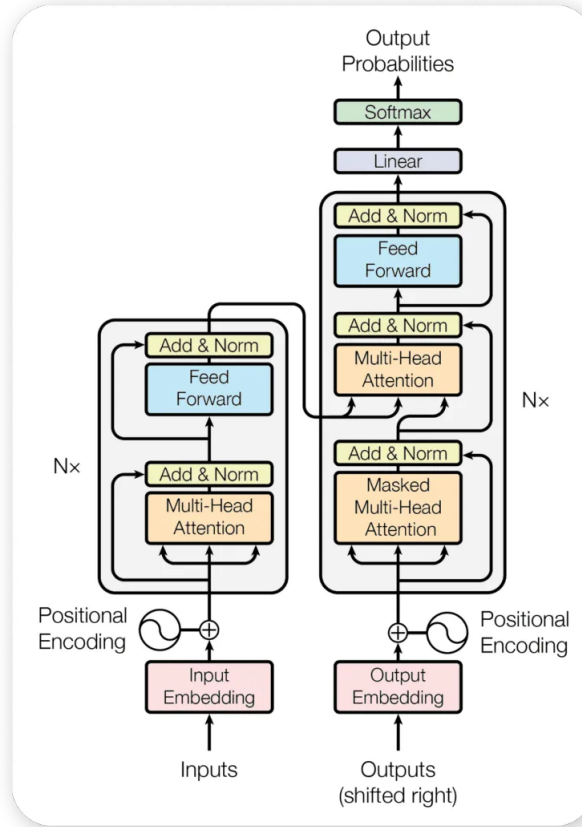 Output
Probabilities
Softmax
Linear
Add & Norm
Feed
Forward
Add & Norm
Multi-Head
Attention
Add & Norm
Masked
Multi-Head
Attention
N×
Add & Norm
Feed
Forward
Add & Norm
Multi-Head
Attention
N×
Positional
Encoding
Positional
Encoding
Input
Embedding
Output
Embedding
Inputs
Outputs
(shifted right)